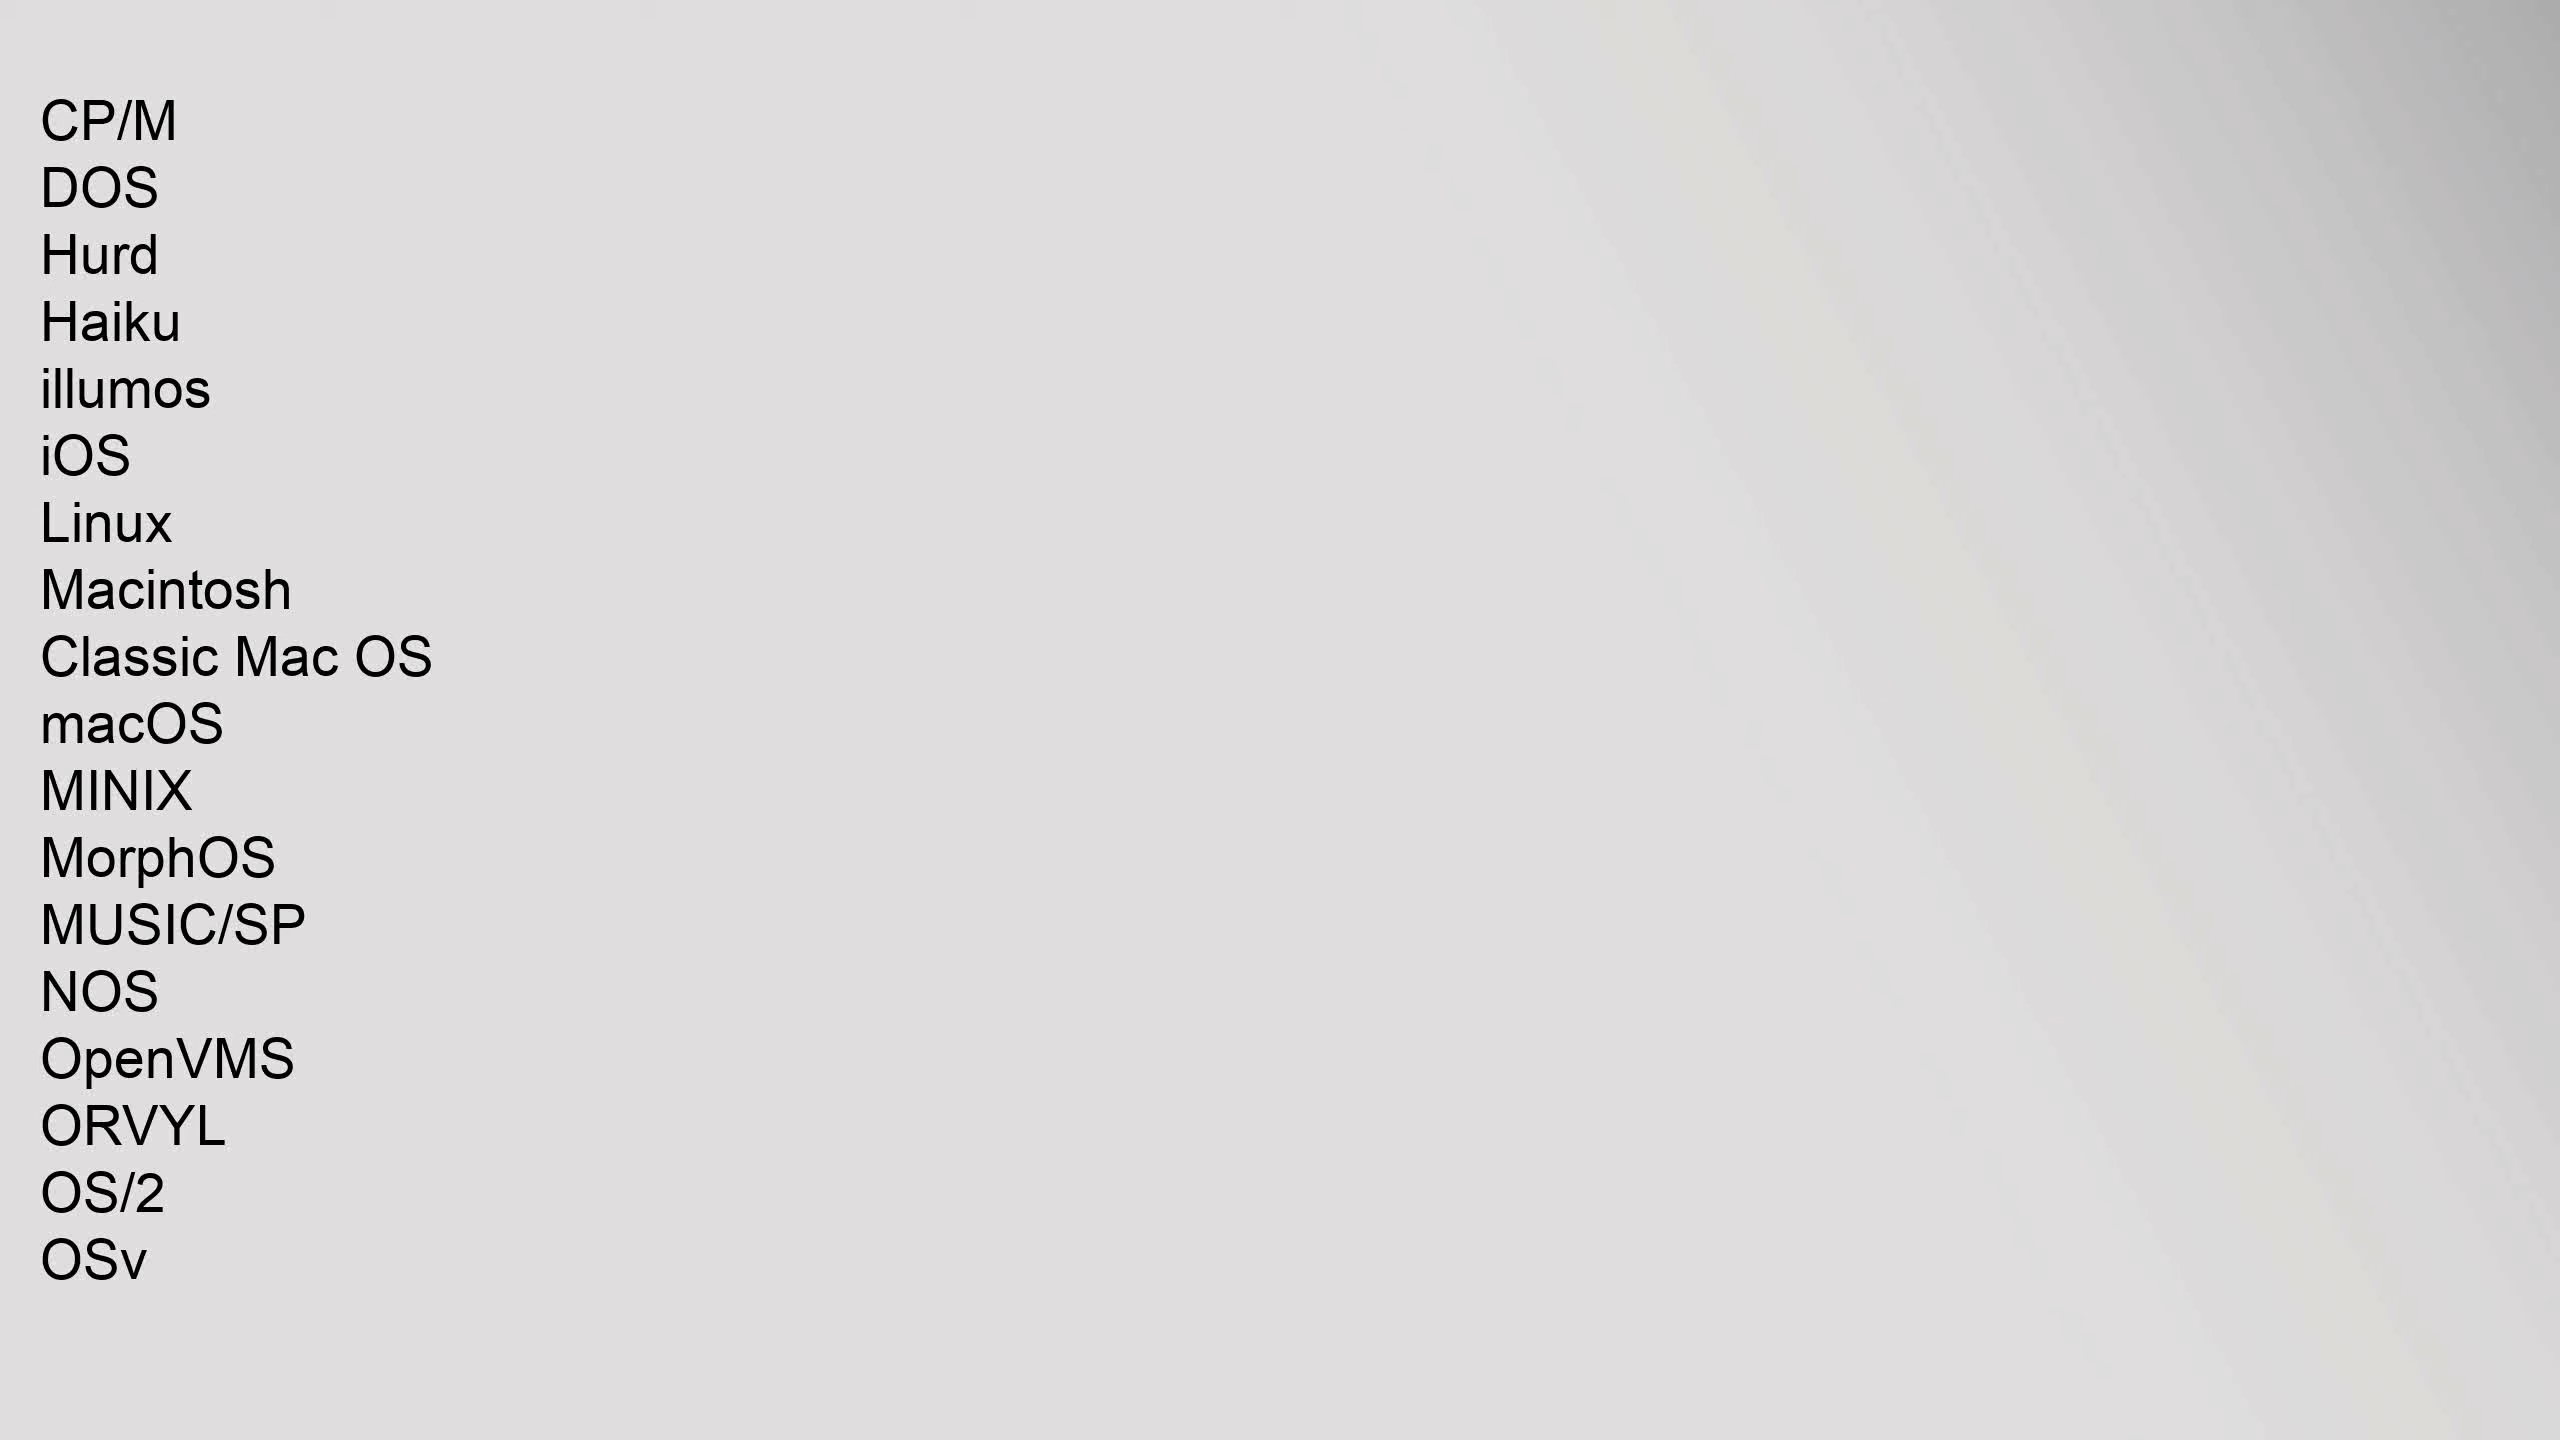 CP/M
DOS
Hurd
Haiku
illumos
iOS
Linux
Macintosh
Classic Mac OS
macOS
MINIX
MorphOS
MUSIC/SP
NOS
OpenVMS
ORVYL
OS/2
OSv